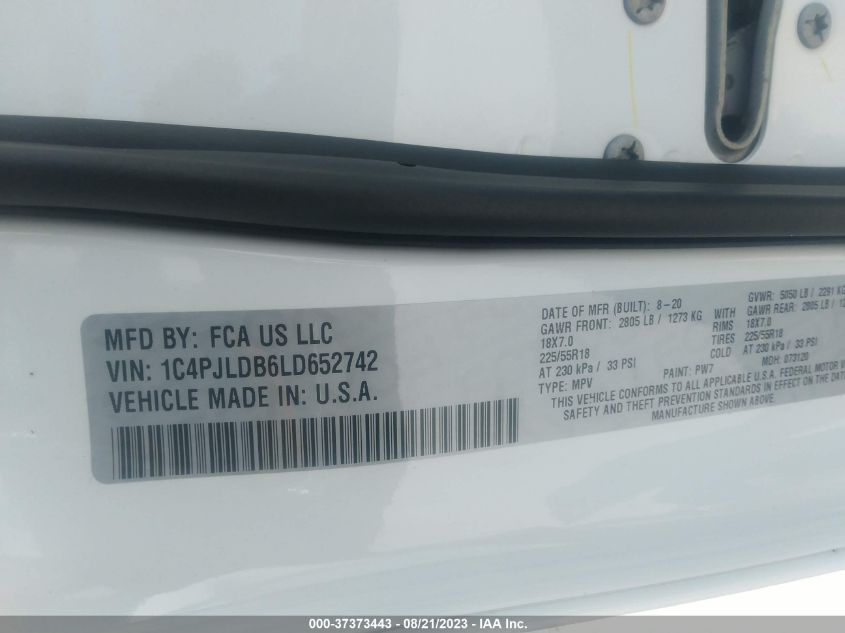 MFD BY: FCA US LLC
VIN: 1C4PJLDB6LD652742
VEHICLE MADE IN: U.S.A.
DATE OF MFR (BUILT): 8-20
GAWR FRONT: 2805 LB / 1273 KG
18X7.0
225/55R18
AT 230 kPa / 33 PSI
TYPE: MPV
WITH
RIMS
TIRES
COLD
GVWR: 5050 LB / 2291 KG
GAWR REAR: 2805 LB /
18X7.0
225/55R18
AT 230 kPa / 33 PSI
PAINT: PW7
MDH: 073120
THIS VEHICLE CONFORMS TO ALL APPLICABLE U.S.A. FEDERAL MOTOR
SAFETY AND THEFT PREVENTION STANDARDS IN EFFECT ON THE DATE
MANUFACTURE SHOWN ABOVE
000-37373443 - 08/21/2023 - IAA Inc.